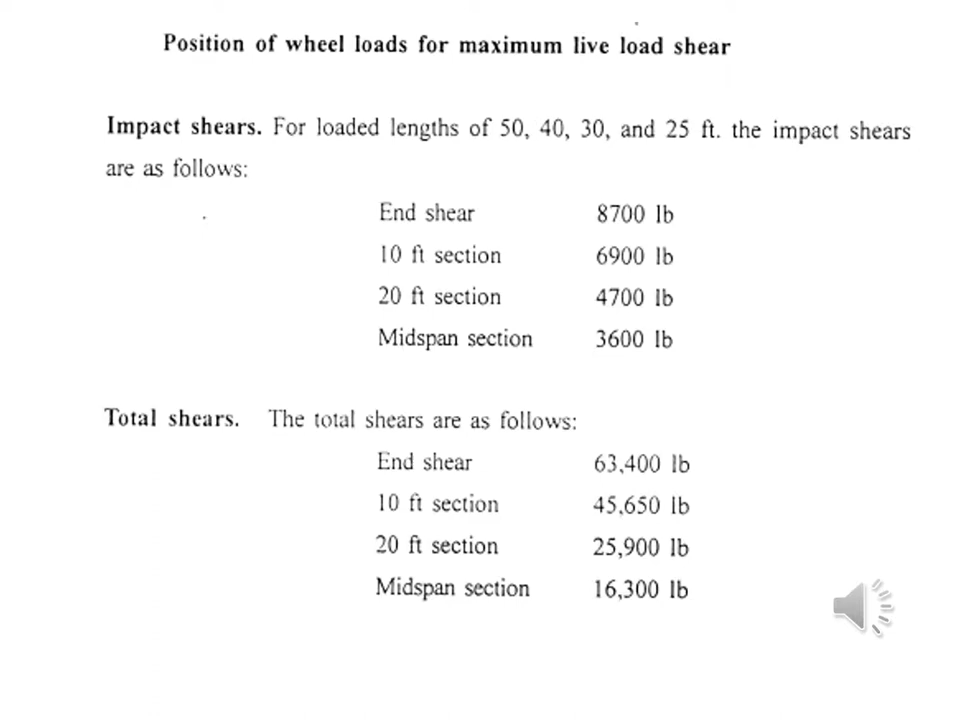 Position of wheel loads for maximum live load shear
Impact shears. For loaded lengths of 50, 40, 30, and 25 ft. the impact shears
are as follows:
End shear 8700 lb
10 ft section 6900 lb
20 ft section 4700 lb
Midspan section 3600 lb
Total shears. The total shears are as follows:
End shear 63,400 lb
10 ft section 45,650 lb
20 ft section 25,900 lb
Midspan section 16,300 lb